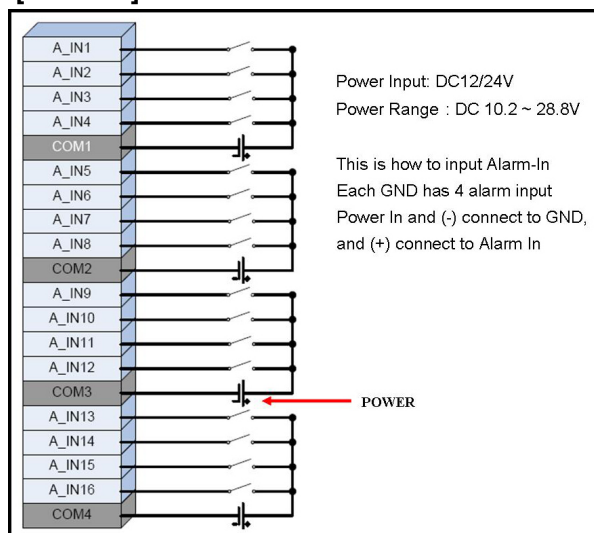 A_IN1
A_IN2
A_IN3
A_IN4
COM1
A_IN5
A_IN6
A_IN7
A_IN8
COM2
A_IN9
A_IN10
A_IN11
A_IN12
COM3
A_IN13
A_IN14
A_IN15
A_IN16
COM4
Power Input: DC12/24V
Power Range : DC 10.2 ~ 28.8V
This is how to input Alarm-In
Each GND has 4 alarm input
Power In and (-) connect to GND,
and (+) connect to Alarm In
POWER